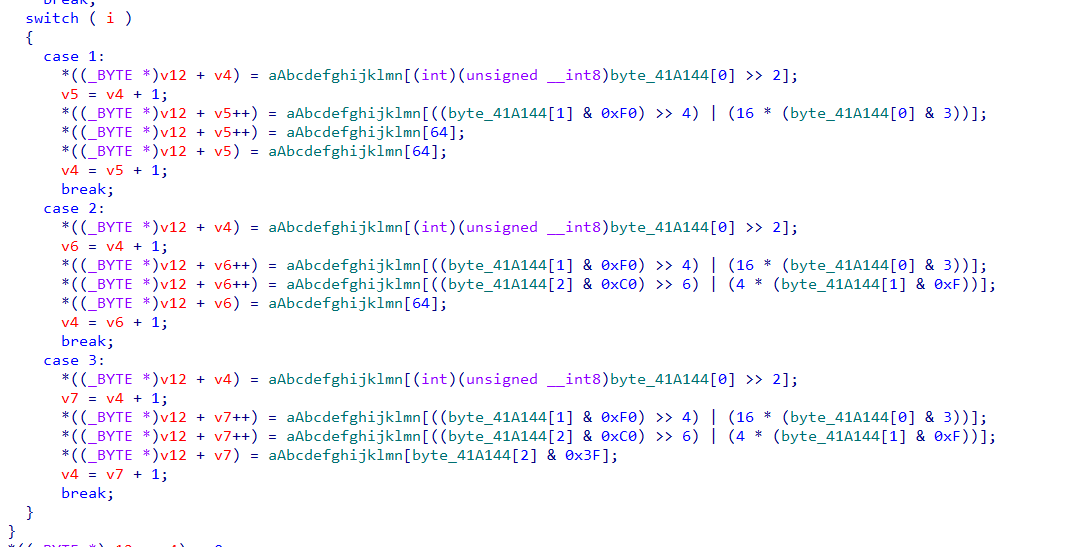 break;
switch ( i )
{
case 1:
*((_BYTE *)v12 + v4) = aAbcdefghijklmn[(int)(unsigned __int8)byte_41A144[0] >> 2];
v5 = v4 + 1;
*((_BYTE *)v12 + v5++) = aAbcdefghijklmn[((byte_41A144[1] & 0xF0) >> 4) | (16 * (byte_41A144[0] & 3))];
*((_BYTE *)v12 + v5++) = aAbcdefghijklmn[64];
*((_BYTE *)v12 + v5) = aAbcdefghijklmn[64];
v4 = v5 + 1;
break;
case 2:
*((_BYTE *)v12 + v4) = aAbcdefghijklmn[(int)(unsigned __int8)byte_41A144[0] >> 2];
v6 = v4 + 1;
*((_BYTE *)v12 + v6++) = aAbcdefghijklmn[((byte_41A144[1] & 0xF0) >> 4) | (16 * (byte_41A144[0] & 3))];
*((_BYTE *)v12 + v6++) = aAbcdefghijklmn[((byte_41A144[2] & 0xC0) >> 6) | (4 * (byte_41A144[1] & 0xF))];
*((_BYTE *)v12 + v6) = aAbcdefghijklmn[64];
v4 = v6 + 1;
break;
case 3:
*((_BYTE *)v12 + v4) = aAbcdefghijklmn[(int)(unsigned __int8)byte_41A144[0] >> 2];
v7 = v4 + 1;
*((_BYTE *)v12 + v7++) = aAbcdefghijklmn[((byte_41A144[1] & 0xF0) >> 4) | (16 * (byte_41A144[0] & 3))];
*((_BYTE *)v12 + v7++) = aAbcdefghijklmn[((byte_41A144[2] & 0xC0) >> 6) | (4 * (byte_41A144[1] & 0xF))];
*((_BYTE *)v12 + v7) = aAbcdefghijklmn[byte_41A144[2] & 0x3F];
v4 = v7 + 1;
break;
}
}